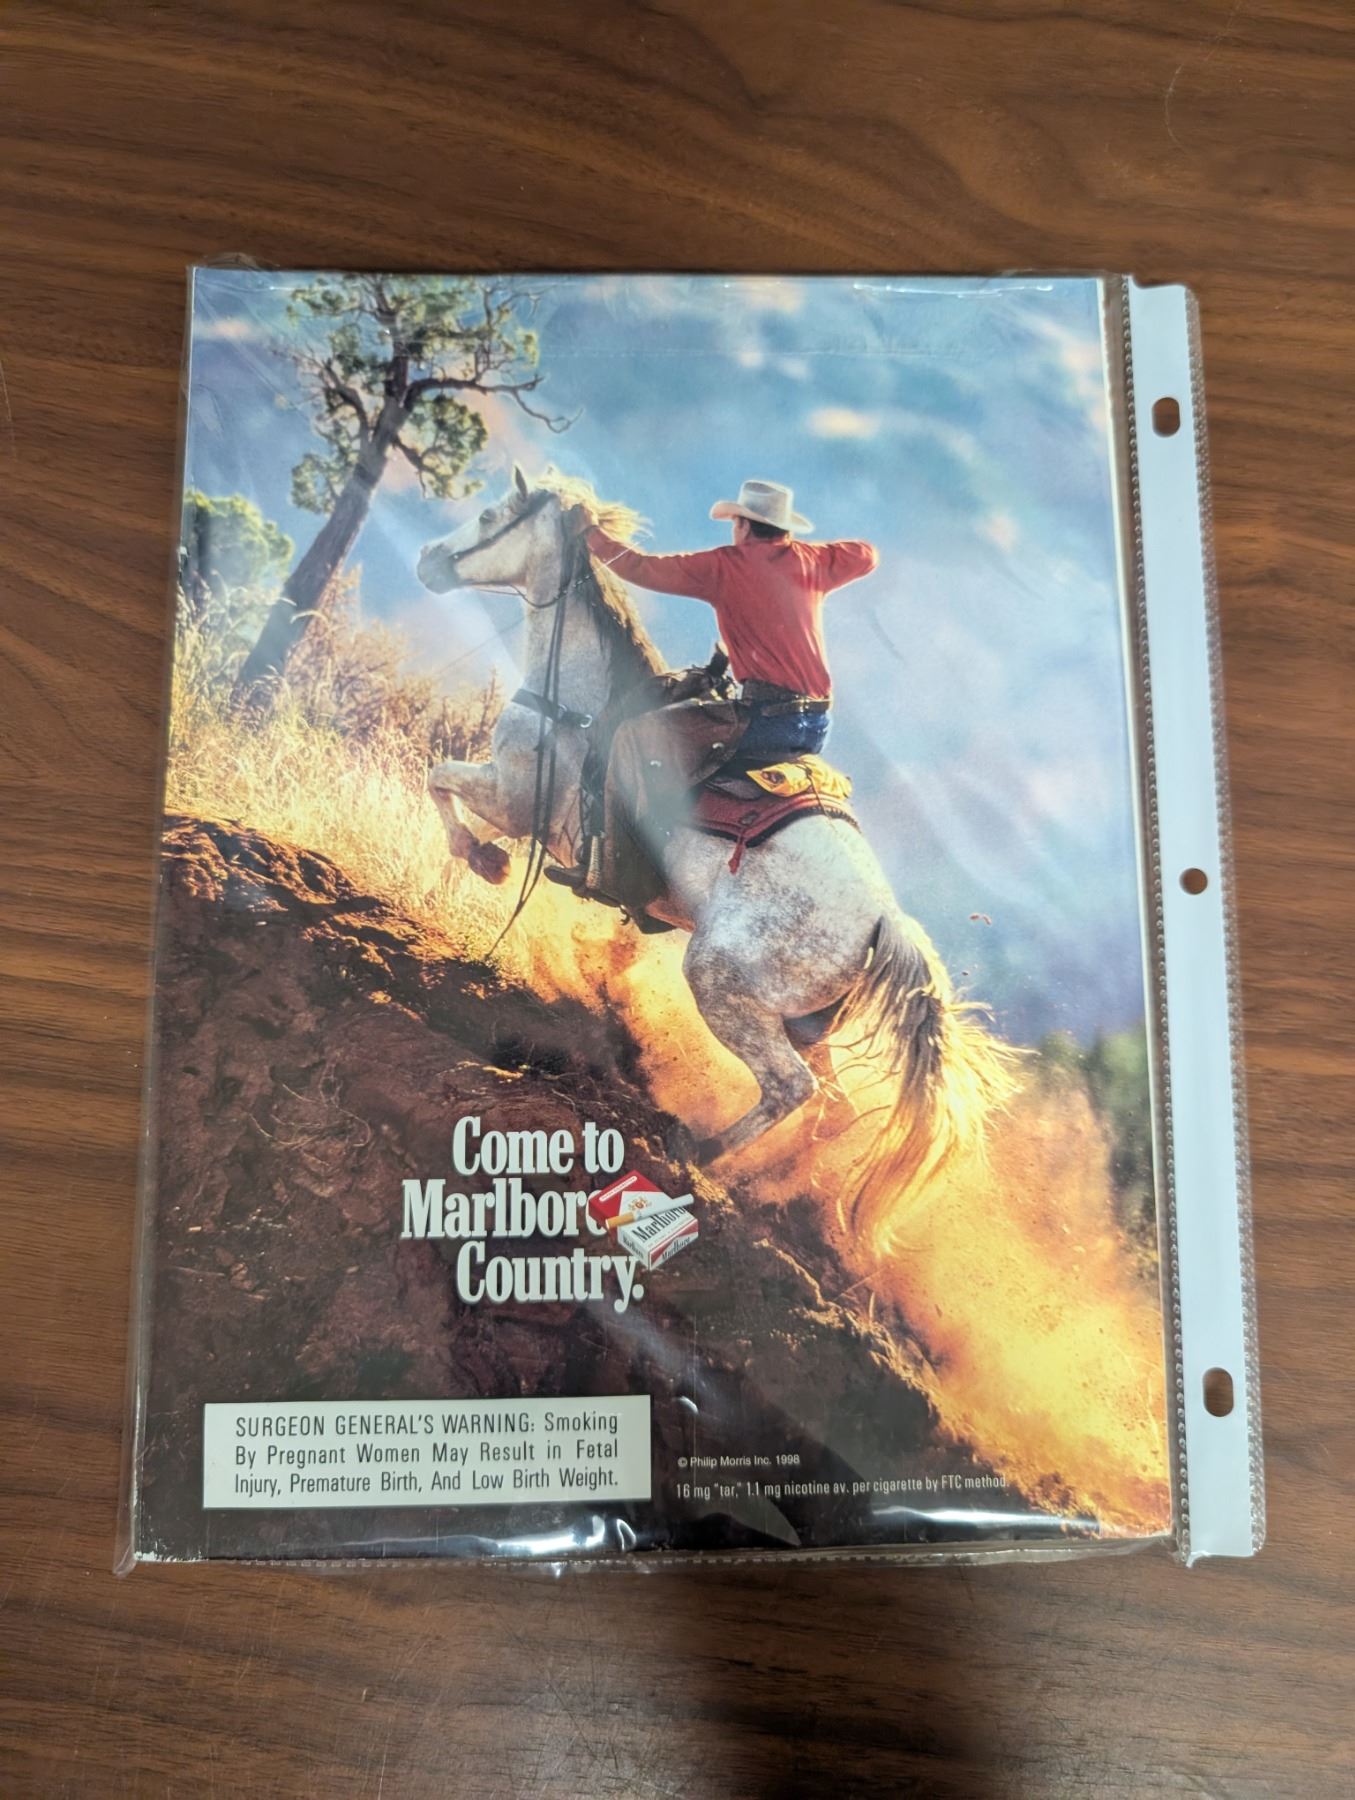 Come to
Marlboro
Country.
Marlboro
Marlboro
SURGEON GENERAL'S WARNING: Smoking
By Pregnant Women May Result in Fetal
Injury, Premature Birth, And Low Birth Weight.
© Philip Morris Inc. 1998
16 mg "tar," 1.1 mg nicotine av. per cigarette by FTC method.